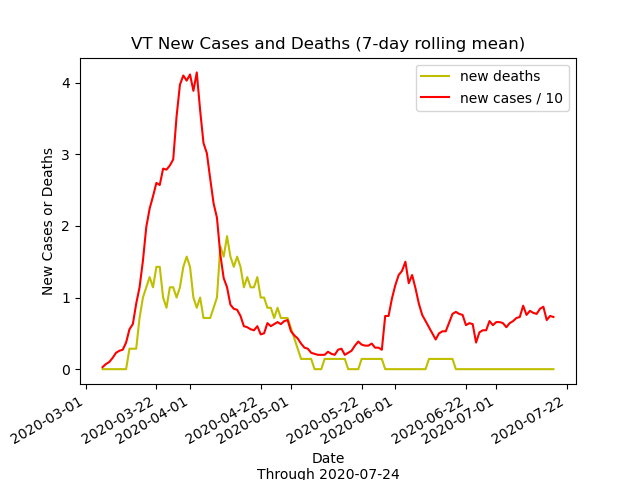 VT New Cases and Deaths (7-day rolling mean)
new deaths
new cases / 10
New Cases or Deaths
4
3
2
1
0
2020-03-01
2020-03-22
2020-04-01
2020-04-22
2020-05-01
2020-05-22
2020-06-01
2020-06-22
2020-07-01
2020-07-22
Date
Through 2020-07-24